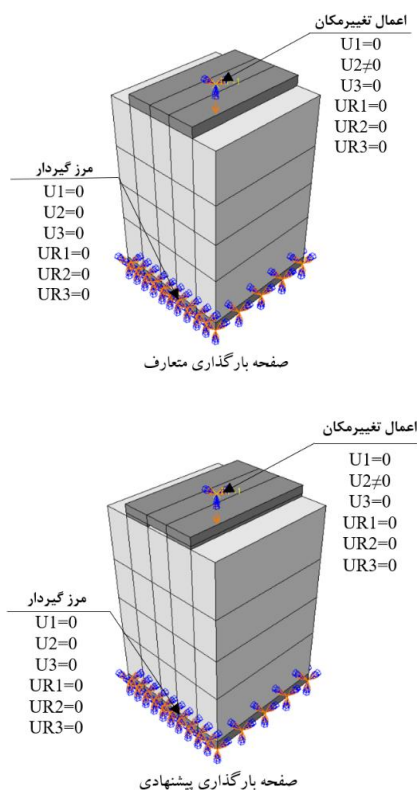 اعمال تغییرمکان
U1=0
U2≠0
U3=0
UR1=0
UR2=0
UR3=0
مرز گیردار
U1=0
U2=0
U3=0
UR1=0
UR2=0
UR3=0
صفحه بارگذاری متعارف
اعمال تغییرمکان
U1=0
U2≠0
U3=0
UR1=0
UR2=0
UR3=0
مرز گیردار
U1=0
U2=0
U3=0
UR1=0
UR2=0
UR3=0
صفحه بارگذاری پیشنهادی